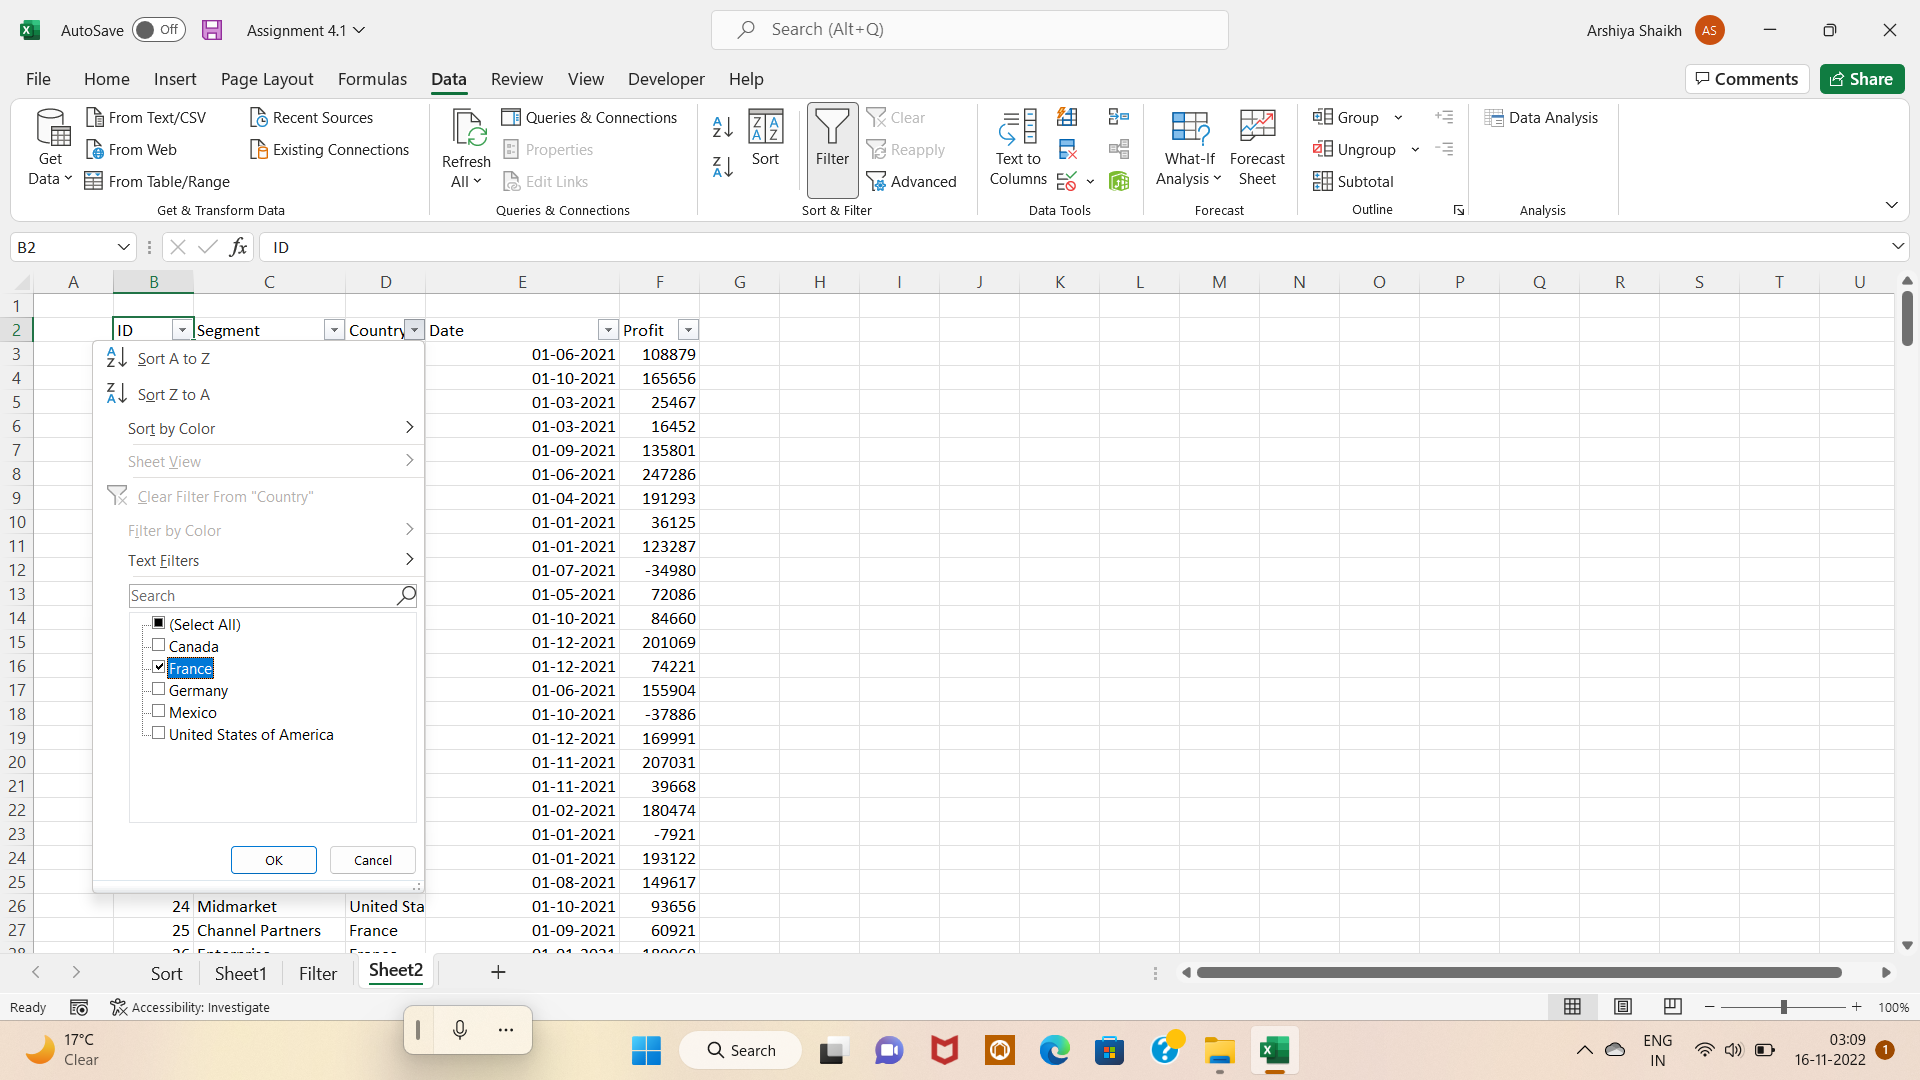 AutoSave Off Assignment 4.1 Search (Alt+Q) Arshiya Shaikh AS
File Home Insert Page Layout Formulas Data Review View Developer Help Comments Share
Get Data From Text/CSV From Web From Table/Range Recent Sources Existing Connections
Get & Transform Data
Refresh All Queries & Connections Properties Edit Links
Queries & Connections
Sort Filter Clear Reapply Advanced
Sort & Filter
Text to Columns
Data Tools
What-If Analysis Forecast Sheet
Forecast
Group Ungroup Subtotal
Outline
Data Analysis
Analysis
B2 fx ID
A B C D E F G H I J K L M N O P Q R S T U
1
2 ID Segment Country Date Profit
3 01-06-2021 108879
4 01-10-2021 165656
5 01-03-2021 25467
6 01-03-2021 16452
7 01-09-2021 135801
8 01-06-2021 247286
9 01-04-2021 191293
10 01-01-2021 36125
11 01-01-2021 123287
12 01-07-2021 -34980
13 01-05-2021 72086
14 01-10-2021 84660
15 01-12-2021 201069
16 01-12-2021 74221
17 01-06-2021 155904
18 01-10-2021 -37886
19 01-12-2021 169991
20 01-11-2021 207031
21 01-11-2021 39668
22 01-02-2021 180474
23 01-01-2021 -7921
24 01-01-2021 193122
25 01-08-2021 149617
26 24 Midmarket United Sta 01-10-2021 93656
27 25 Channel Partners France 01-09-2021 60921
Sort A to Z
Sort Z to A
Sort by Color
Sheet View
Clear Filter From "Country"
Filter by Color
Text Filters
Search
(Select All)
Canada
France
Germany
Mexico
United States of America
OK Cancel
Sort Sheet1 Filter Sheet2
Ready Accessibility: Investigate 100%
17°C
Clear
Search
ENG
IN
03:09
16-11-2022 1